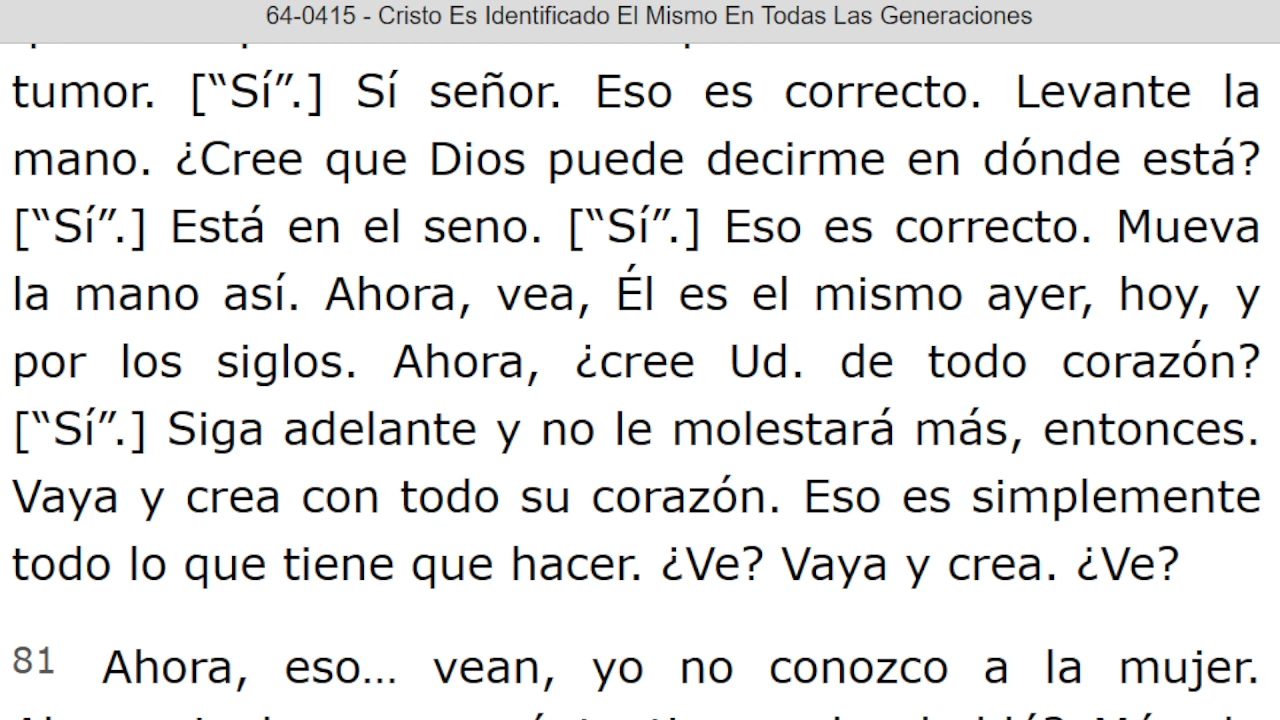 64-0415 - Cristo Es Identificado El Mismo En Todas Las Generaciones
tumor. [“Sí”.] Sí señor. Eso es correcto. Levante la
mano. ¿Cree que Dios puede decirme en dónde está?
[“Sí”.] Está en el seno. [“Sí”.] Eso es correcto. Mueva
la mano así. Ahora, vea, Él es el mismo ayer, hoy, y
por los siglos. Ahora, ¿cree Ud. de todo corazón?
[“Sí”.] Siga adelante y no le molestará más, entonces.
Vaya y crea con todo su corazón. Eso es simplemente
todo lo que tiene que hacer. ¿Ve? Vaya y crea. ¿Ve?
81 Ahora, eso… vean, yo no conozco a la mujer.